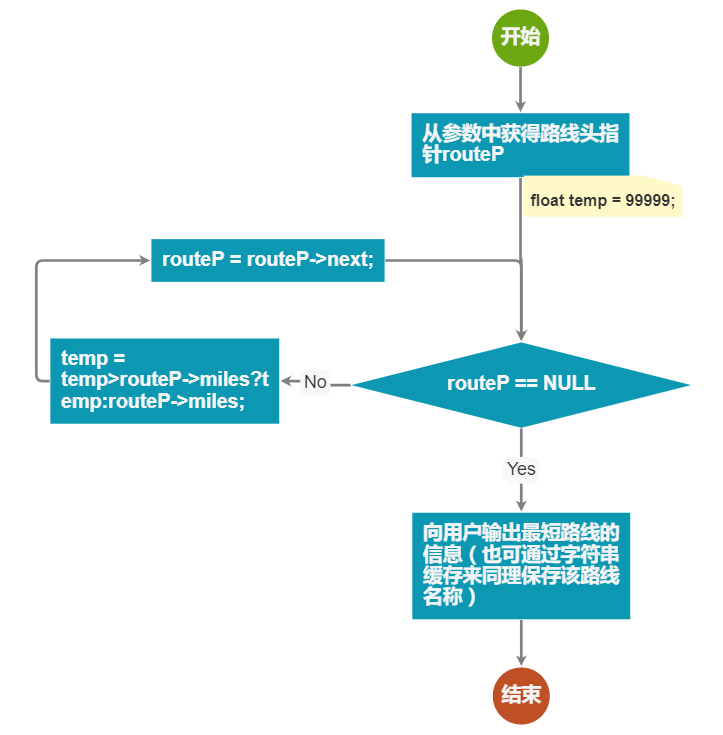 开始
从参数中获得路线头指
针routeP
float temp = 99999;
routeP = routeP->next;
temp =
temp>routeP->miles?t
emp:routeP->miles;
No
routeP == NULL
Yes
向用户输出最短路线的
信息（也可通过字符串
缓存来同理保存该路线
名称）
结束